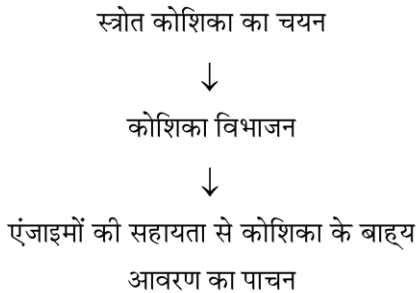 स्त्रोत कोशिका का चयन
↓
कोशिका विभाजन
↓
एंजाइमों की सहायता से कोशिका के बाह्‌य
आवरण का पाचन